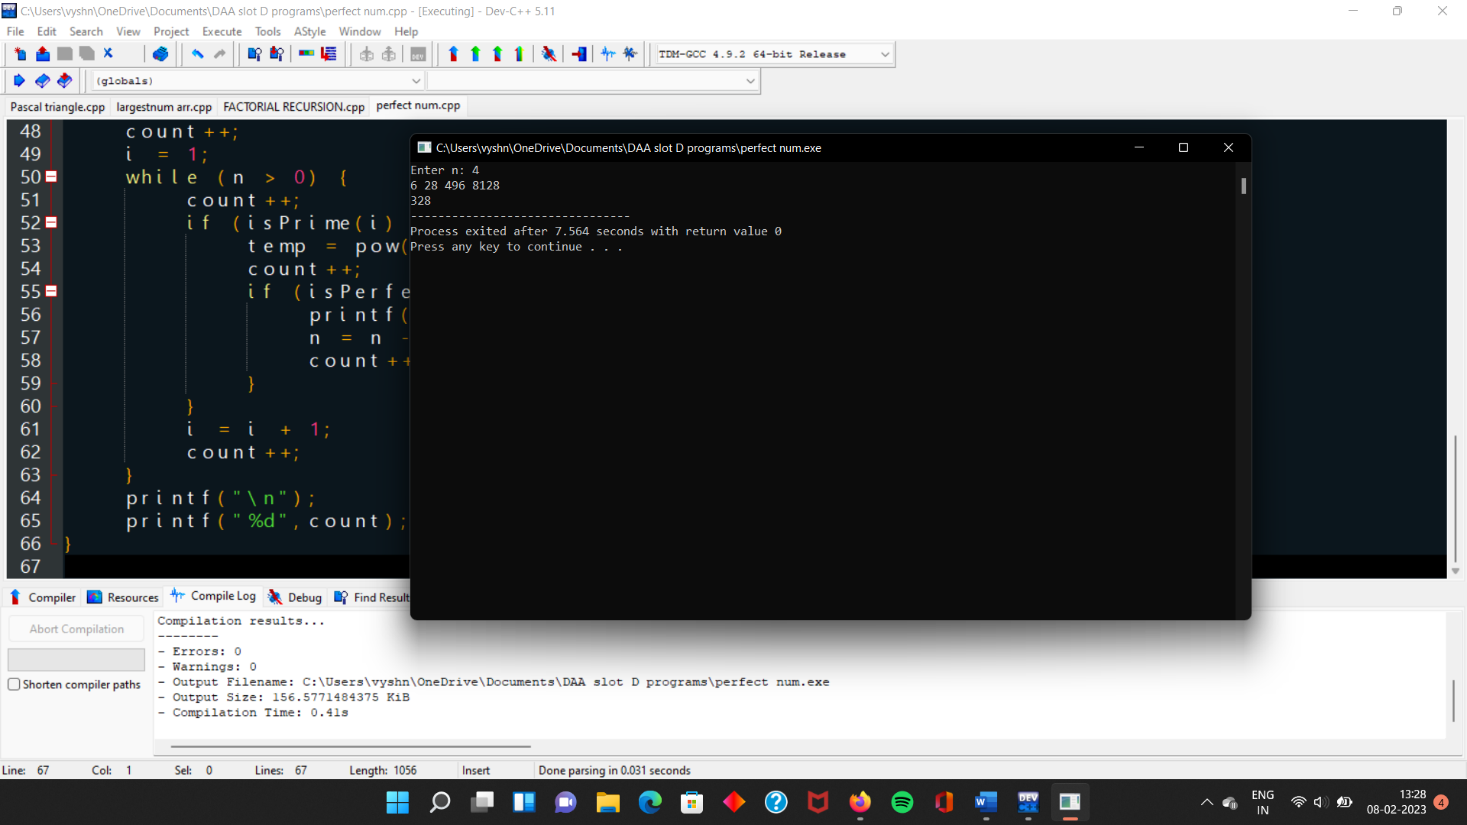 C:\Users\vyshn\OneDrive\Documents\DAA slot D programs\perfect num.cpp - [Executing] - Dev-C++ 5.11
File Edit Search View Project Execute Tools AStyle Window Help
TDM-GCC 4.9.2 64-bit Release
(globals)
Pascal triangle.cpp largestnum arr.cpp FACTORIAL RECURSION.cpp perfect num.cpp
48 count++;
49 i = 1;
50 while (n > 0) {
51 count++;
52 if (isPrime(i)
53 temp = pow(
54 count++;
55 if (isPerfe
56 printf(
57 n = n -
58 count++
59 }
60 }
61 i = i + 1;
62 count++;
63 }
64 printf("\n");
65 printf("%d",count);
66 }
67
C:\Users\vyshn\OneDrive\Documents\DAA slot D programs\perfect num.exe
Enter n: 4
6 28 496 8128
328
--------------------------------
Process exited after 7.564 seconds with return value 0
Press any key to continue . . .
Compiler Resources Compile Log Debug Find Result
Abort Compilation
Shorten compiler paths
Compilation results...
--------
- Errors: 0
- Warnings: 0
- Output Filename: C:\Users\vyshn\OneDrive\Documents\DAA slot D programs\perfect num.exe
- Output Size: 156.5771484375 KiB
- Compilation Time: 0.41s
Line: 67 Col: 1 Sel: 0 Lines: 67 Length: 1056 Insert Done parsing in 0.031 seconds
ENG
IN
13:28
08-02-2023
4